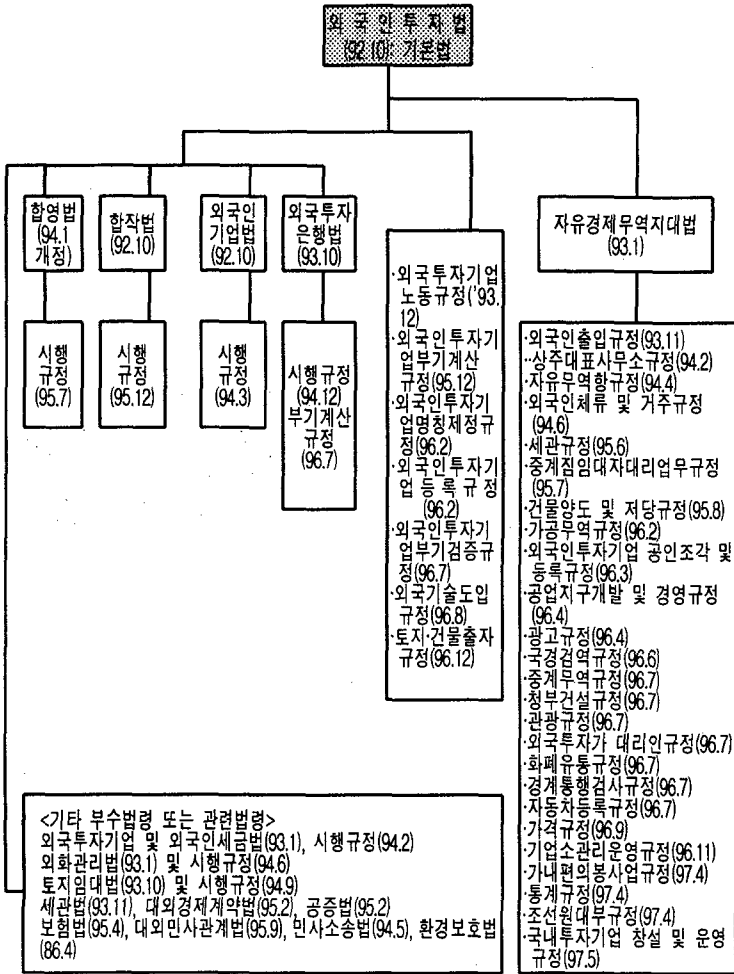 외 국 인 투 자 법
(92.10): 기본법
합영법
(94.1
개정)
합작법
(92.10)
외국인
기업법
(92.10)
외국투자
은행법
(93.10)
자유경제무역지대법
(93.1)
시행
규정
(95.7)
시행
규정
(95.12)
시행
규정
(94.3)
시행규정
(94.12)
부기계산
규정
(96.7)
·외국투자기업
노동규정('93.
12)
·외국인투자기
업부기계산
규정(95.12)
·외국인투자기
업명칭제정규
정(96.2)
·외국인투자기
업 등 록 규 정
(96.2)
·외국인투자기
업부기검증규
정(96.7)
·외국기술도입
규정(96.8)
·토지·건물출자
규정(96.12)
·외국인출입규정(93.11)
·상주대표사무소규정(94.2)
·자유무역항규정(94.4)
·외국인체류 및 거주규정
(94.6)
·세관규정(95.6)
·중계짐임대자대리업무규정
(95.7)
·건물양도 및 저당규정(95.8)
·가공무역규정(96.2)
·외국인투자기업 공인조각 및
등록규정(96.3)
·공업지구개발 및 경영규정
(96.4)
·광고규정(96.4)
·국경검역규정(96.6)
·중계무역규정(96.7)
·청부건설규정(96.7)
·관광규정(96.7)
·외국투자가 대리인규정(96.7)
·화폐유통규정(96.7)
·경계통행검사규정(96.7)
·자동차등록규정(96.7)
·가격규정(96.9)
·기업소관리운영규정(96.11)
·가내편의봉사업규정(97.4)
·통계규정(97.4)
·조선원대부규정(97.4)
·국내투자기업 창설 및 운영
규정(97.5)
<기타 부수법령 또는 관련법령>
외국투자기업 및 외국인세금법(93.1), 시행규정(94.2)
외화관리법(93.1) 및 시행규정(94.6)
토지임대법(93.10) 및 시행규정(94.9)
세관법(93.11), 대외경제계약법(95.2), 공증법(95.2)
보험법(95.4), 대외민사관계법(95.9), 민사소송법(94.5), 환경보호법
(86.4)